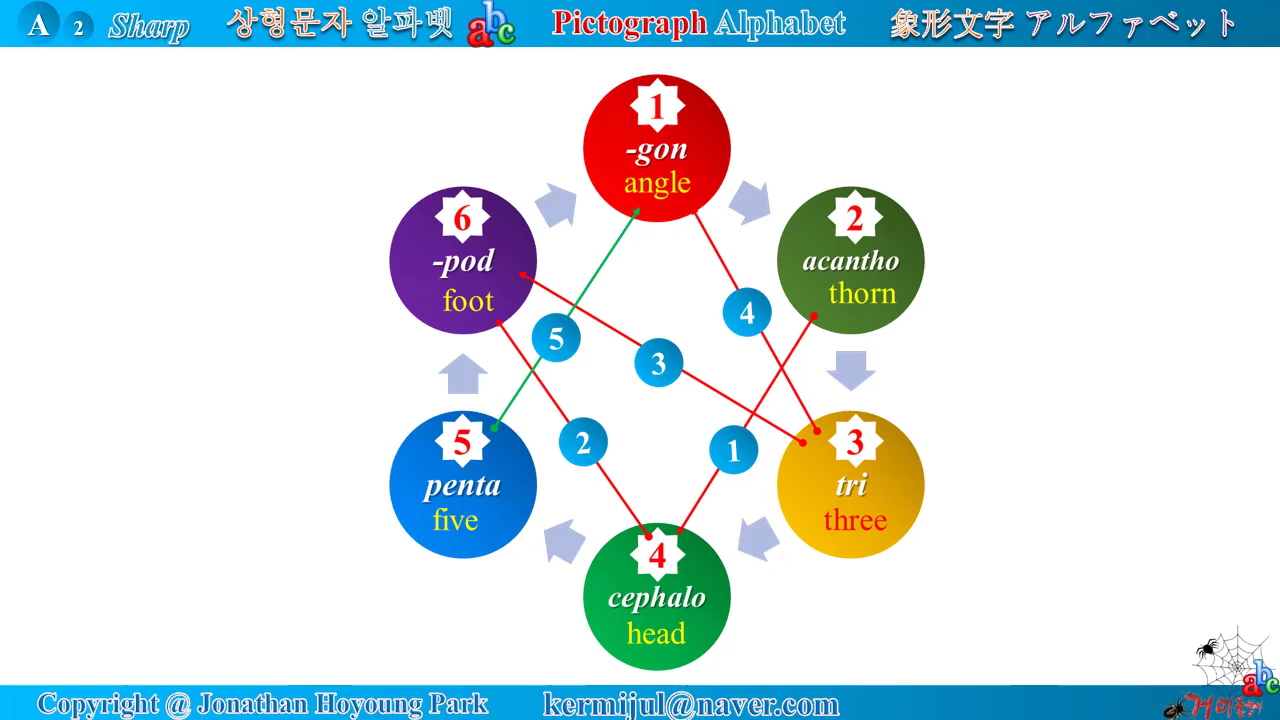 A 2 Sharp 상형문자 알파벳 abc Pictograph Alphabet 象形文字 アルファベット
1
-gon
angle
2
acantho
thorn
3
tri
three
4
cephalo
head
5
penta
five
6
-pod
foot
1
2
3
4
5
abc
Copyright @ Jonathan Hoyoung Park kermijul@naver.com